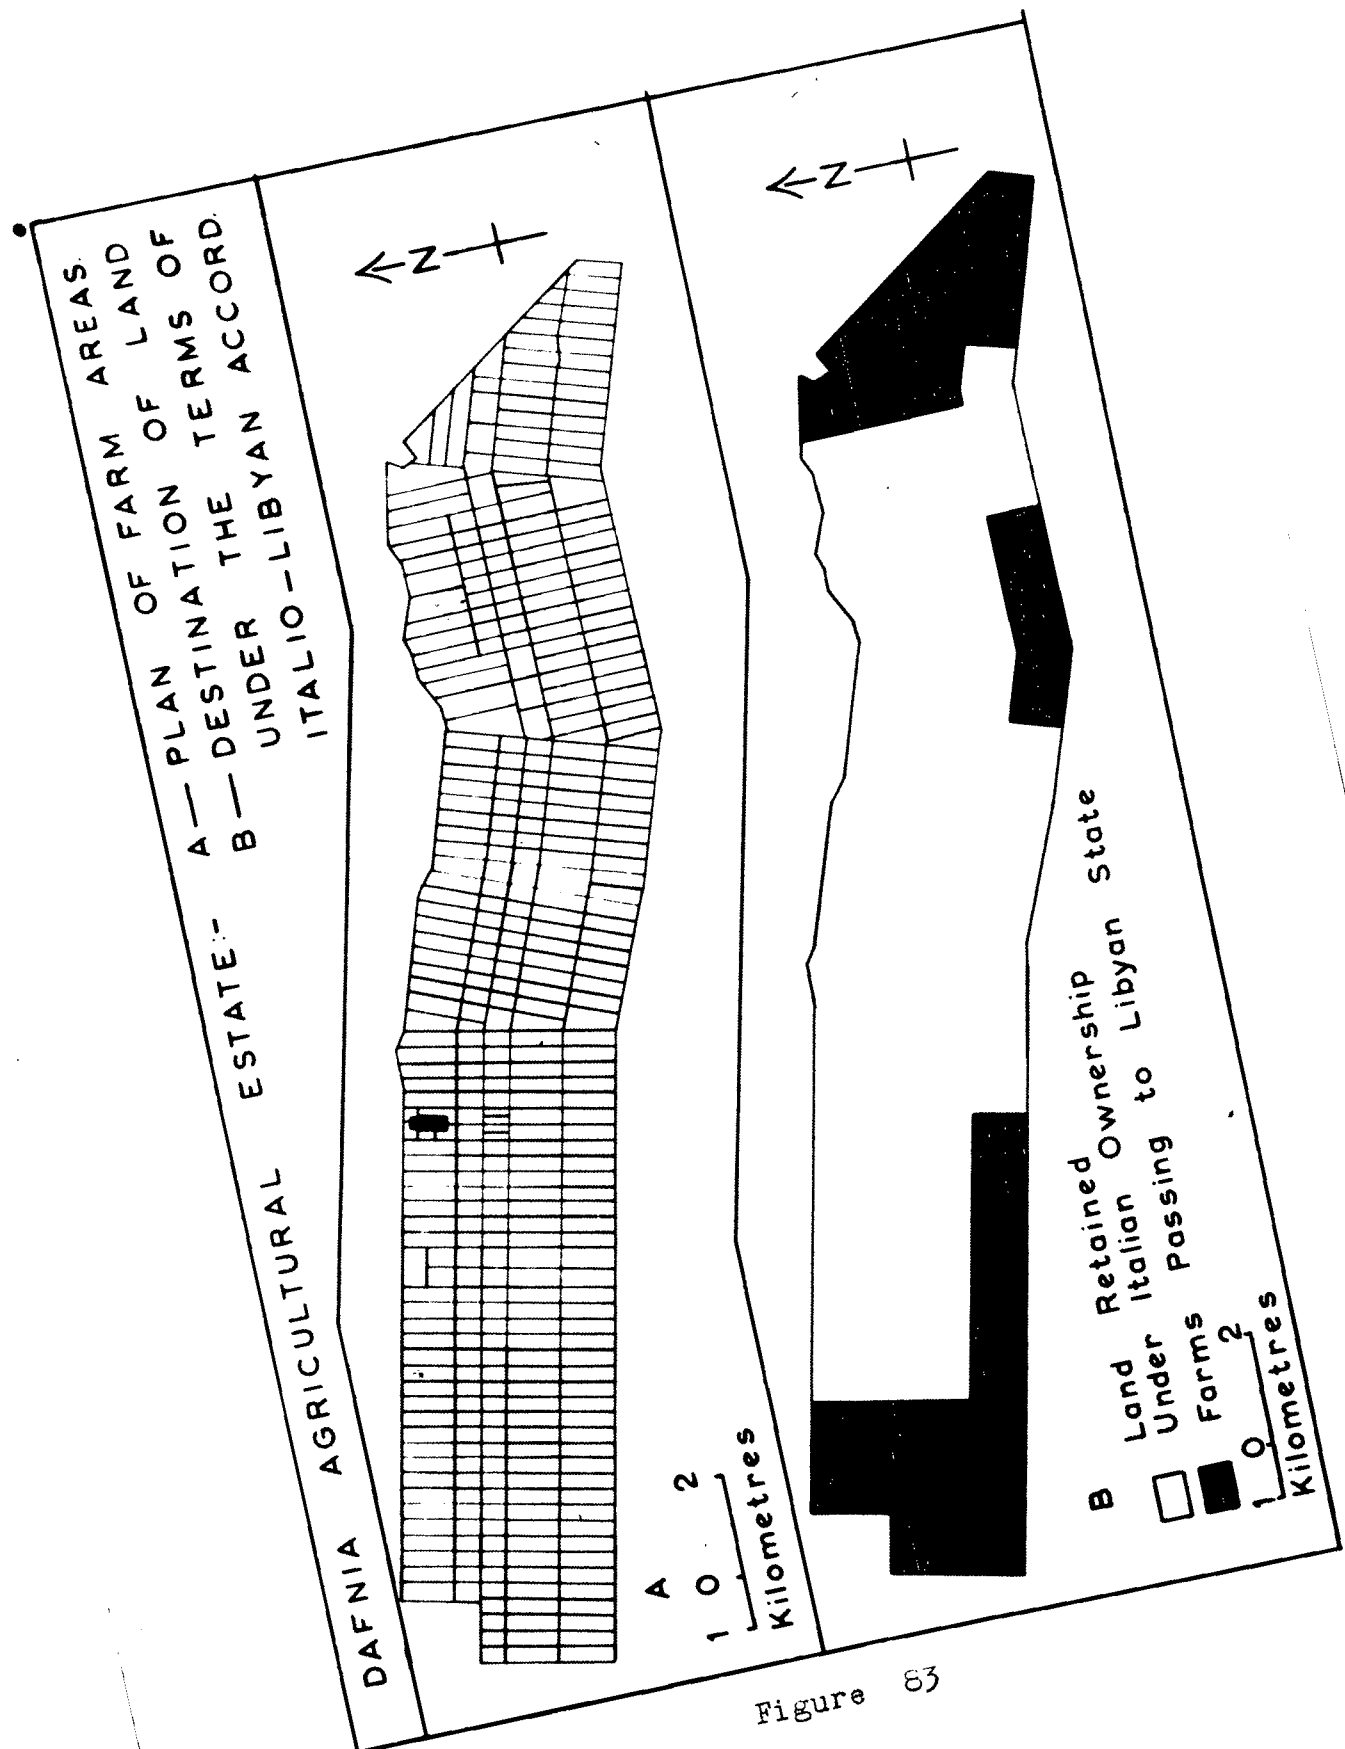 DAFNIA AGRICULTURAL ESTATE:- A — PLAN OF FARM AREAS.
B — DESTINATION OF LAND
UNDER THE TERMS OF
ITALIO-LIBYAN ACCORD.
N
A
1 0 2
Kilometres
N
B
Land Retained
Under Italian Ownership
Farms Passing to Libyan State
1 0 2
Kilometres
Figure 83